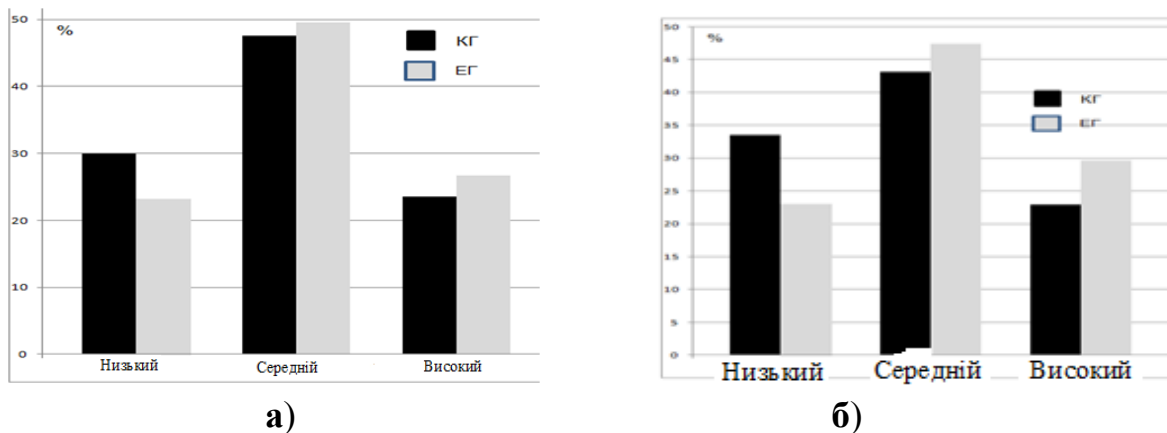 50
%
КГ
ЕГ
40
30
20
10
0
Низький
Середній
Високий
а)
50
%
45
40
КГ
35
ЕГ
30
25
20
15
10
5
0
Низький
Середній
Високий
б)